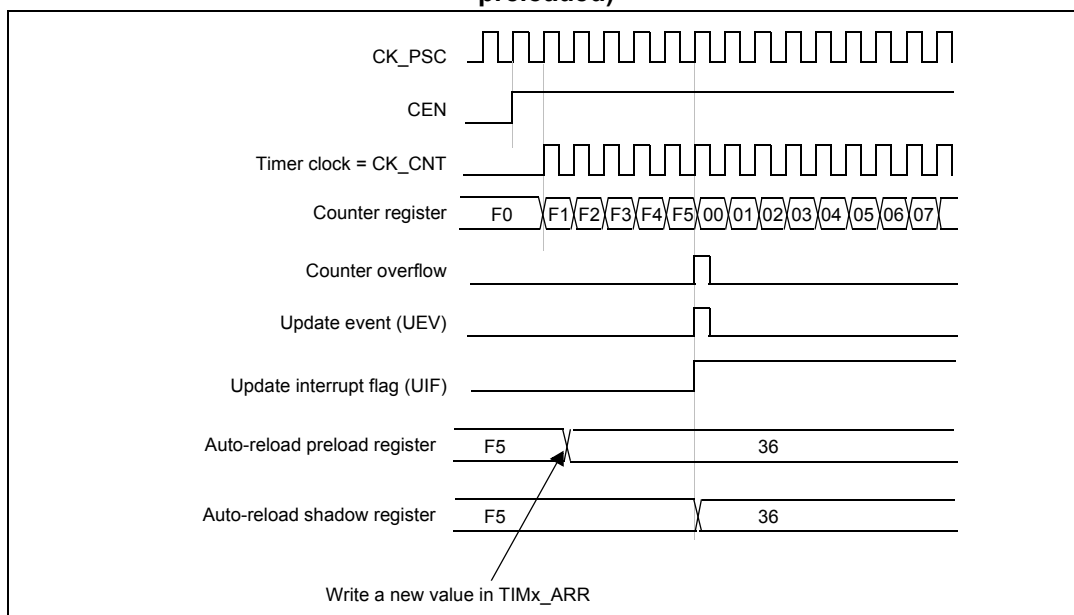 preloaded)
CK_PSC
CEN
Timer clock = CK_CNT
Counter register F0 F1 F2 F3 F4 F5 00 01 02 03 04 05 06 07
Counter overflow
Update event (UEV)
Update interrupt flag (UIF)
Auto-reload preload register F5 36
Auto-reload shadow register F5 36
Write a new value in TIMx_ARR